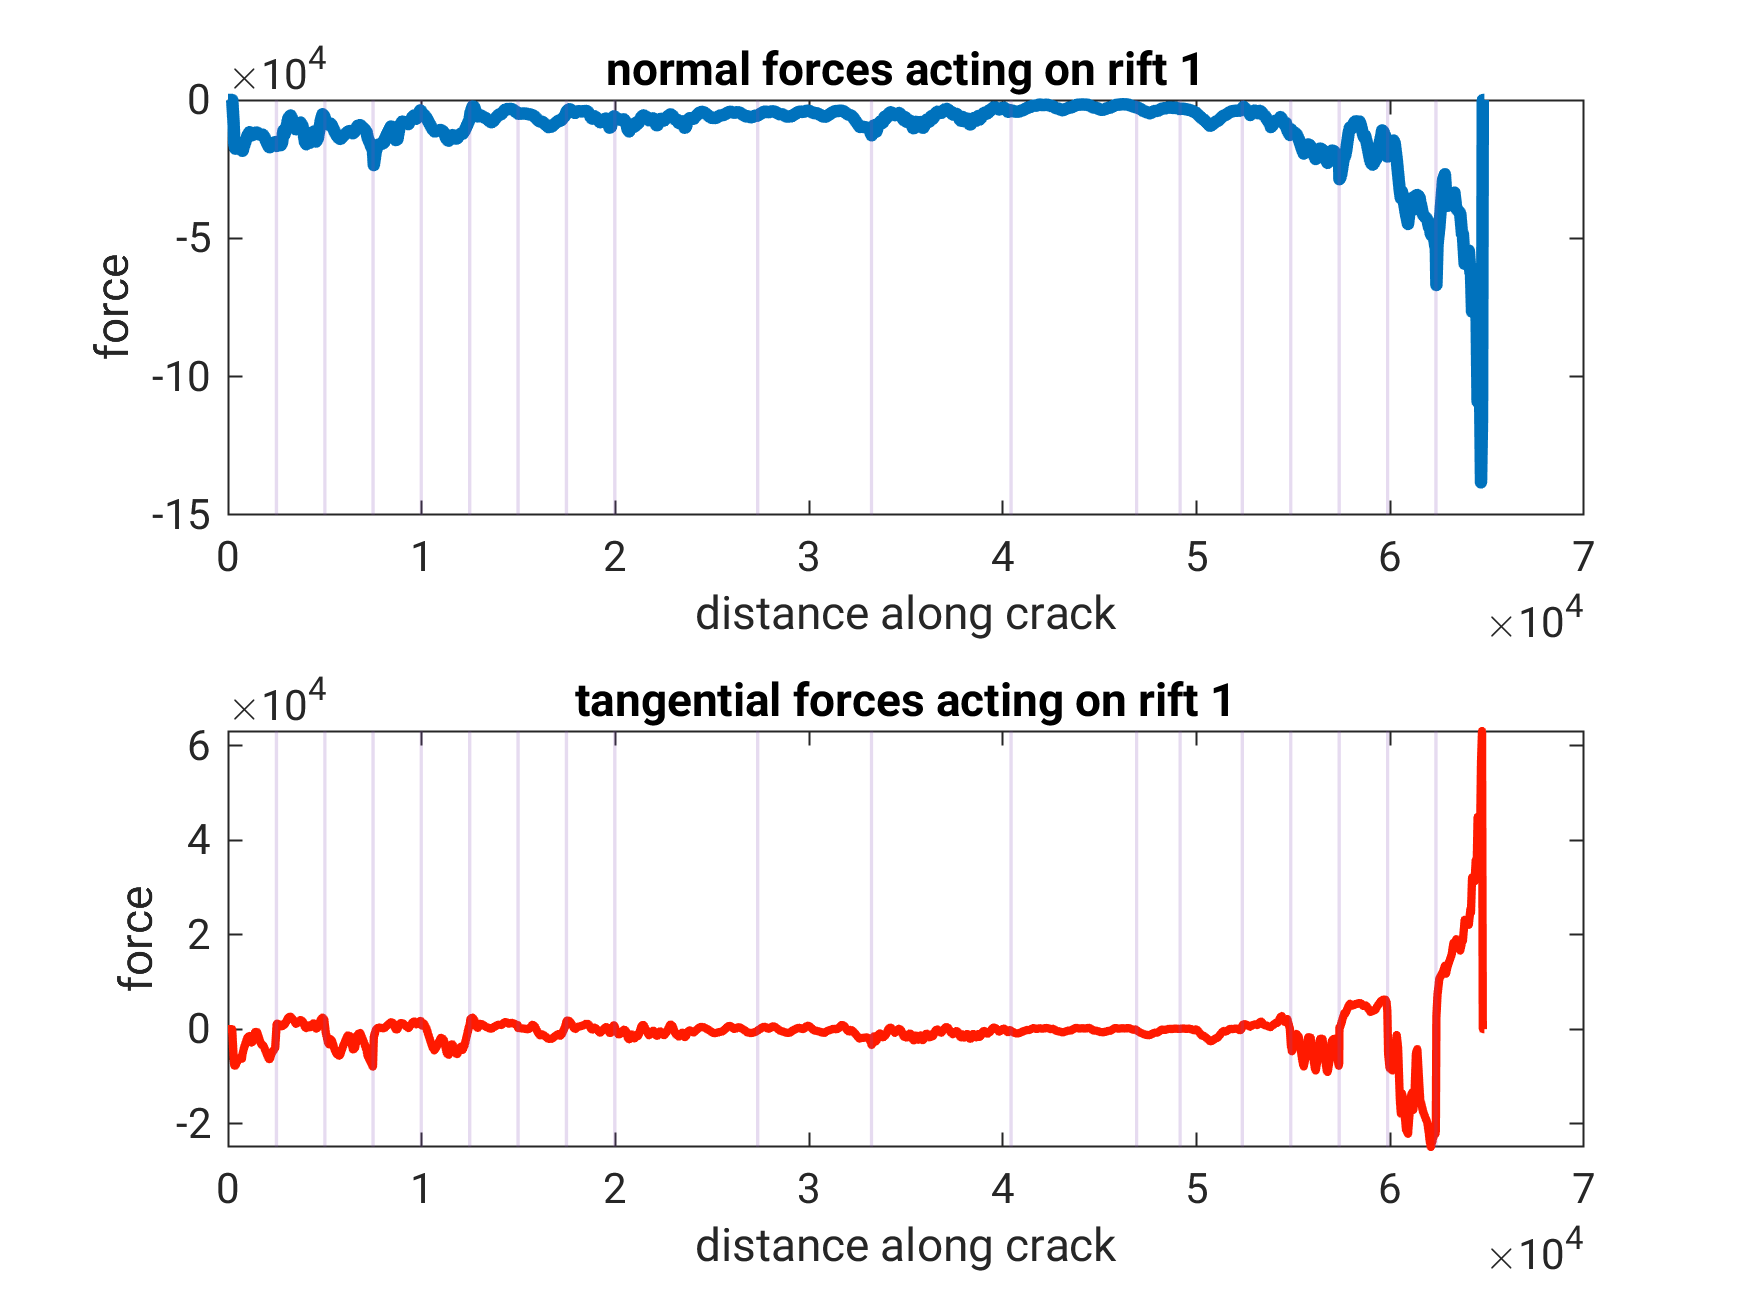 ×10^4
normal forces acting on rift 1
0
-5
-10
-15
force
0 1 2 3 4 5 6 7
distance along crack
×10^4
×10^4
tangential forces acting on rift 1
6
4
2
0
-2
force
0 1 2 3 4 5 6 7
distance along crack
×10^4